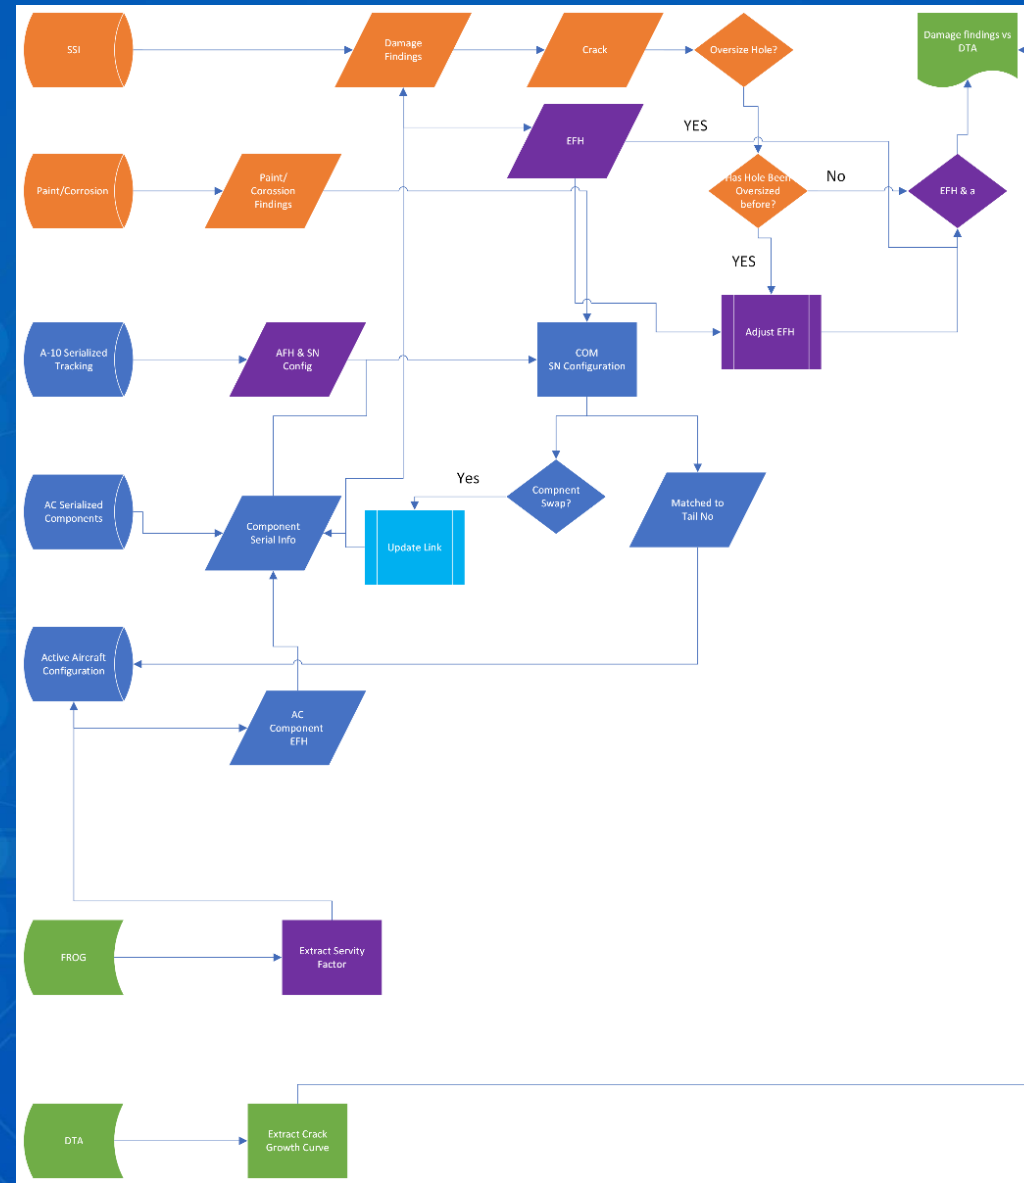 SSI
Damage
Findings
Crack
Oversize Hole?
Damage findings vs
DTA
EFH
YES
Paint/Corrosion
Paint/
Corossion
Findings
Has Hole Been
Oversized
before?
No
EFH & a
YES
A-10 Serialized
Tracking
AFH & SN
Config
COM
SN Configuration
Adjust EFH
AC Serialized
Components
Component
Serial Info
Yes
Update Link
Compnent
Swap?
Matched to
Tail No
Active Aircraft
Configuration
AC
Component
EFH
FROG
Extract Servity
Factor
DTA
Extract Crack
Growth Curve